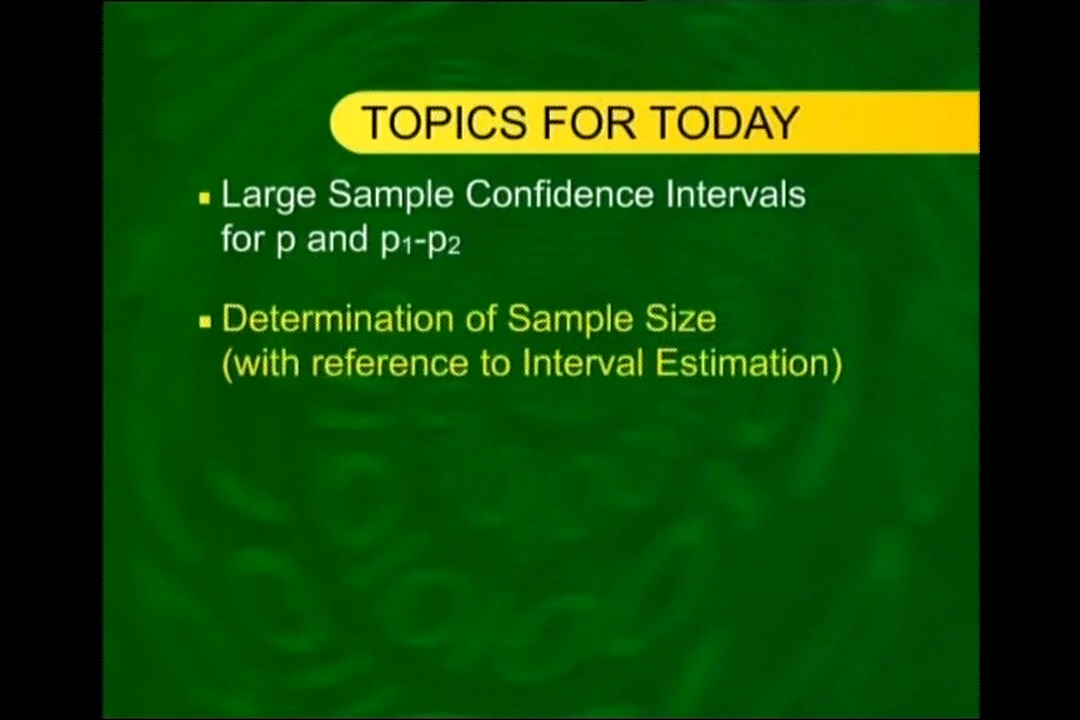 TOPICS FOR TODAY
Large Sample Confidence Intervals
for p and p₁-p₂
Determination of Sample Size
(with reference to Interval Estimation)